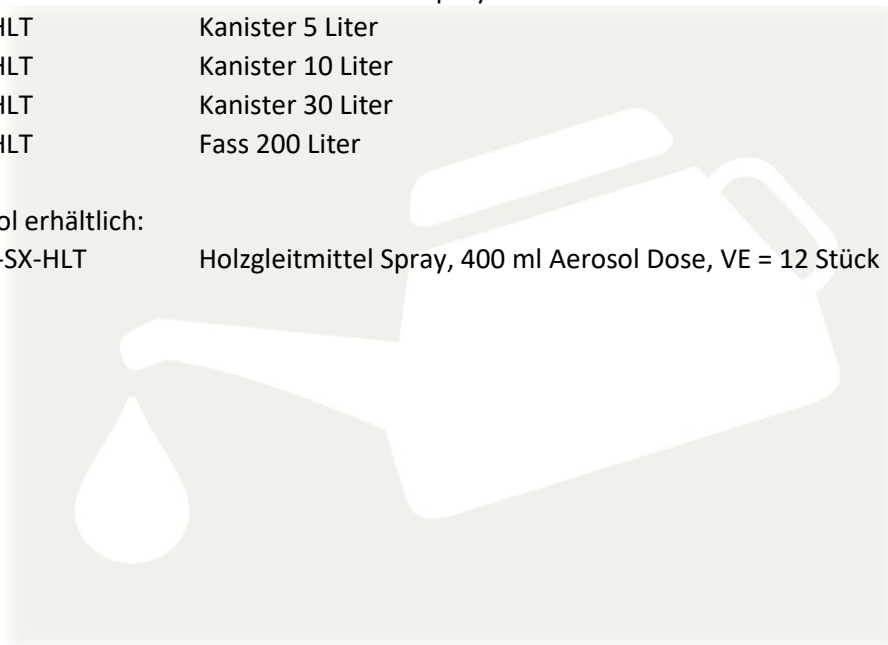 HLT Kanister 5 Liter
HLT Kanister 10 Liter
HLT Kanister 30 Liter
HLT Fass 200 Liter
ol erhältlich:
-SX-HLT Holzgleitmittel Spray, 400 ml Aerosol Dose, VE = 12 Stück